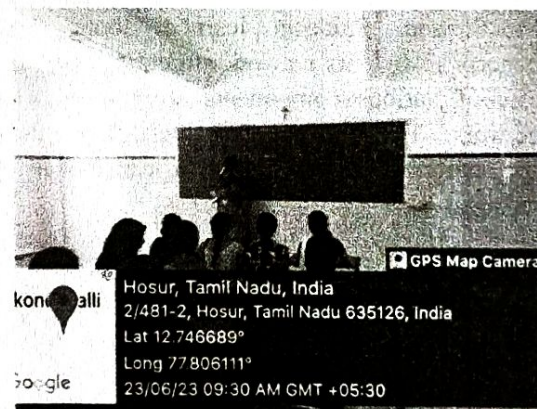 GPS Map Camera
Hosur, Tamil Nadu, India
2/481-2, Hosur, Tamil Nadu 635126, India
Lat 12.746689°
Long 77.806111°
23/06/23 09:30 AM GMT +05:30
Google